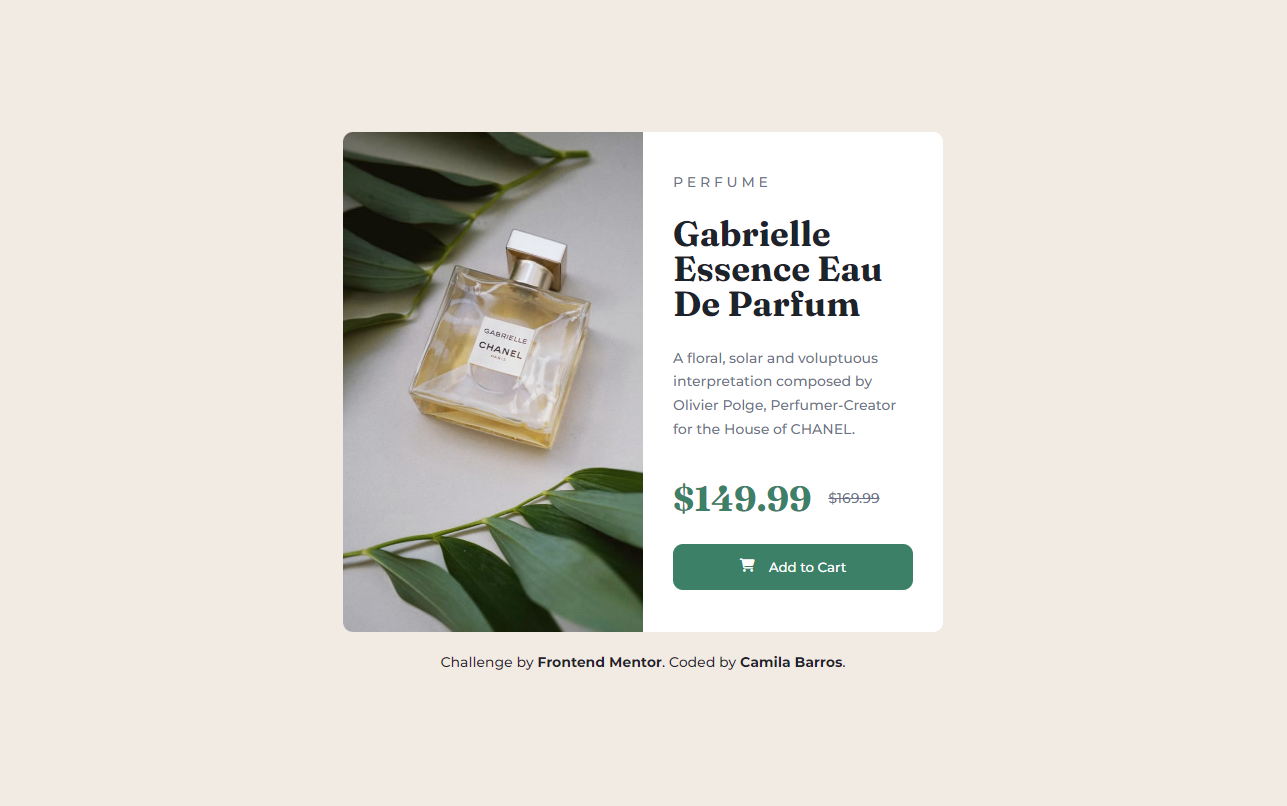 GABRIELLE
CHANEL
PARIS
PERFUME
Gabrielle
Essence Eau
De Parfum
A floral, solar and voluptuous
interpretation composed by
Olivier Polge, Perfumer-Creator
for the House of CHANEL.
$149.99 $169.99
Add to Cart
Challenge by Frontend Mentor. Coded by Camila Barros.